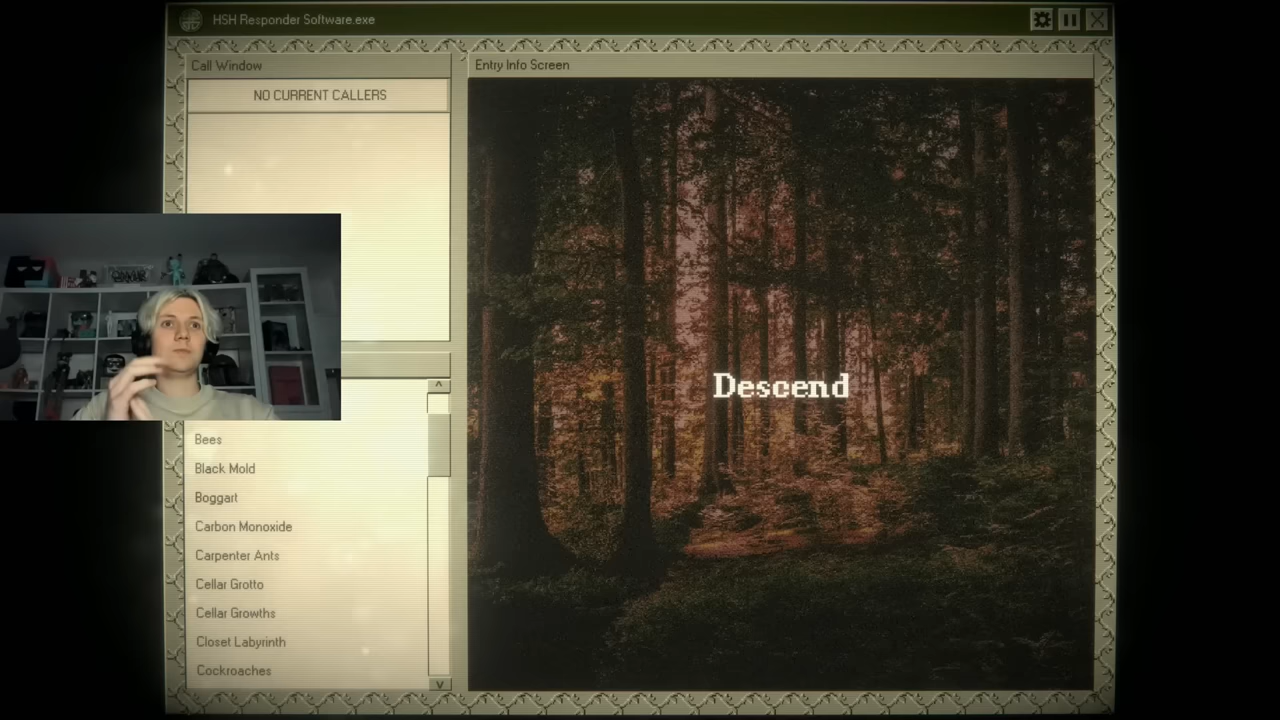 HSH Responder Software.exe
Call Window
NO CURRENT CALLERS
Entry Info Screen
Descend
Bees
Black Mold
Boggart
Carbon Monoxide
Carpenter Ants
Cellar Grotto
Cellar Growths
Closet Labyrinth
Cockroaches